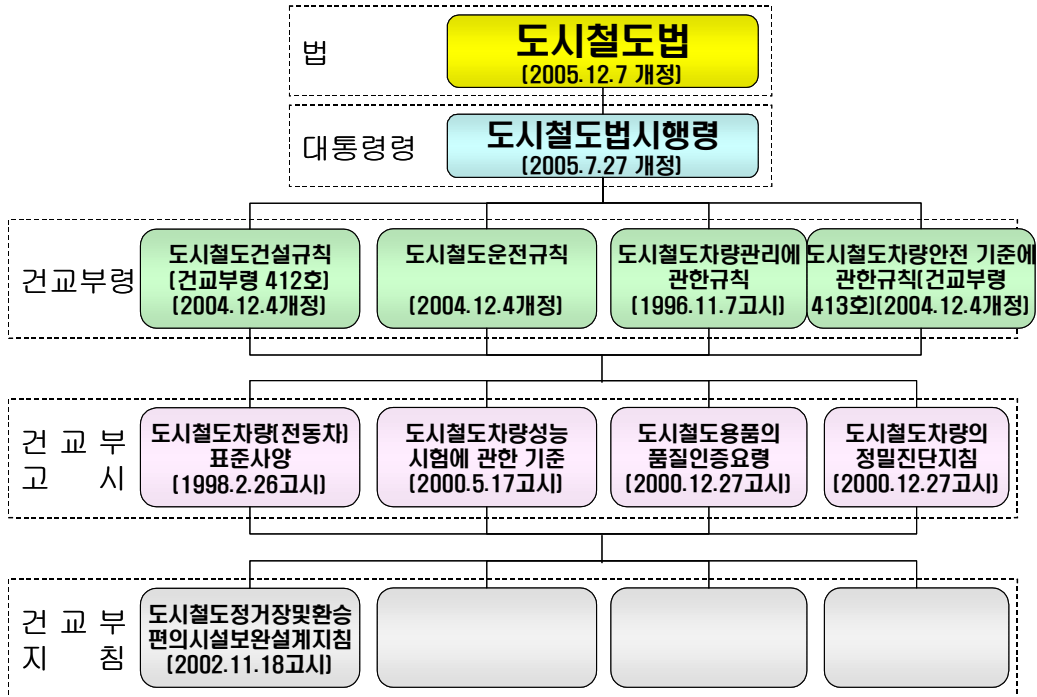 법
도시철도법
(2005.12.7 개정)
대통령령
도시철도법시행령
(2005.7.27 개정)
건교부령
도시철도건설규칙
(건교부령 412호)
(2004.12.4개정)
도시철도운전규칙
(2004.12.4개정)
도시철도차량관리에
관한규칙
(1996.11.7고시)
도시철도차량안전 기준에
관한규칙(건교부령
413호)(2004.12.4개정)
건 교 부
고 시
도시철도차량(전동차)
표준사양
(1998.2.26고시)
도시철도차량성능
시험에 관한 기준
(2000.5.17고시)
도시철도용품의
품질인증요령
(2000.12.27고시)
도시철도차량의
정밀진단지침
(2000.12.27고시)
건 교 부
지 침
도시철도정거장및환승
편의시설보완설계지침
(2002.11.18고시)